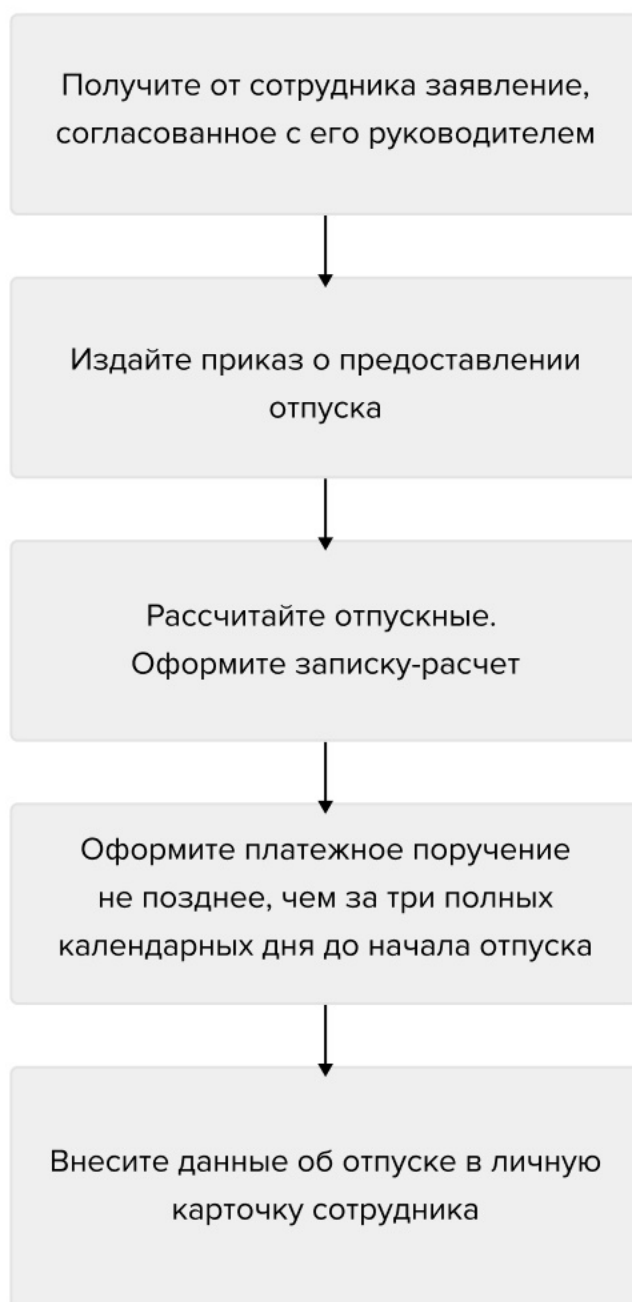 Получите от сотрудника заявление,
согласованное с его руководителем
Издайте приказ о предоставлении
отпуска
Рассчитайте отпускные.
Оформите записку-расчет
Оформите платежное поручение
не позднее, чем за три полных
календарных дня до начала отпуска
Внесите данные об отпуске в личную
карточку сотрудника